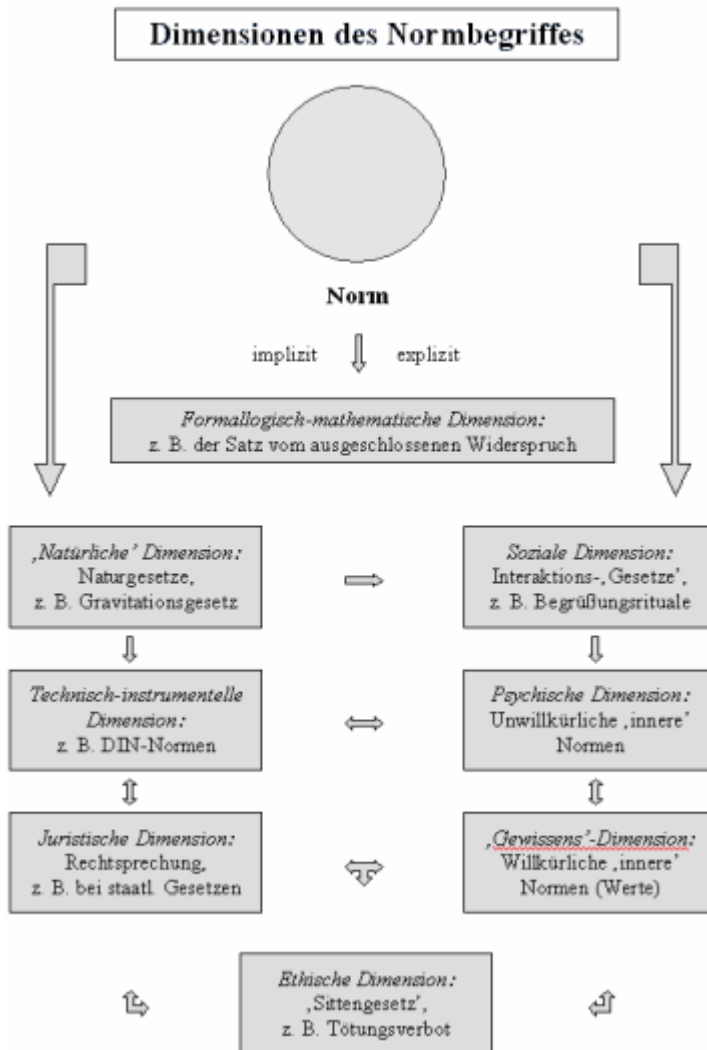 Dimensionen des Normbegriffes
Norm
implizit explizit
Formallogisch-mathematische Dimension:
z. B. der Satz vom ausgeschlossenen Widerspruch
‚Natürliche’ Dimension:
Naturgesetze,
z. B. Gravitationsgesetz
Soziale Dimension:
Interaktions-‚Gesetze’,
z. B. Begrüßungsrituale
Technisch-instrumentelle
Dimension:
z. B. DIN-Normen
Psychische Dimension:
Unwillkürliche ‚innere’
Normen
Juristische Dimension:
Rechtsprechung,
z. B. bei staatl. Gesetzen
‚Gewissens’-Dimension:
Willkürliche ‚innere’
Normen (Werte)
Ethische Dimension:
‚Sittengesetz’,
z. B. Tötungsverbot